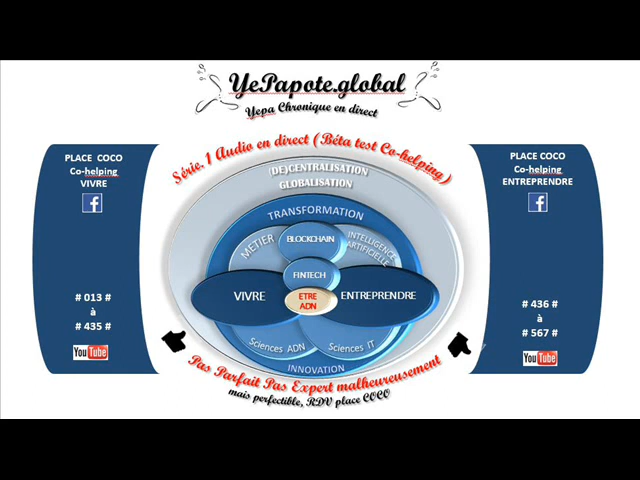 YePapote.global
Yepa Chronique en direct
Série, 1 Audio en direct (Béta test Co-helping)
(DE)CENTRALISATION
GLOBALISATION
TRANSFORMATION
METIER
BLOCKCHAIN
INTELLIGENCE
ARTIFICIELLE
FINTECH
VIVRE
ETRE
ADN
ENTREPRENDRE
Sciences ADN
Sciences IT
INNOVATION
Pas Parfait Pas Expert malheureusement
mais perfectible, RDV place COCO
PLACE COCO
Co-helping
VIVRE
f
# 013 #
à
# 435 #
YouTube
PLACE COCO
Co-helping
ENTREPRENDRE
f
# 436 #
à
# 567 #
YouTube